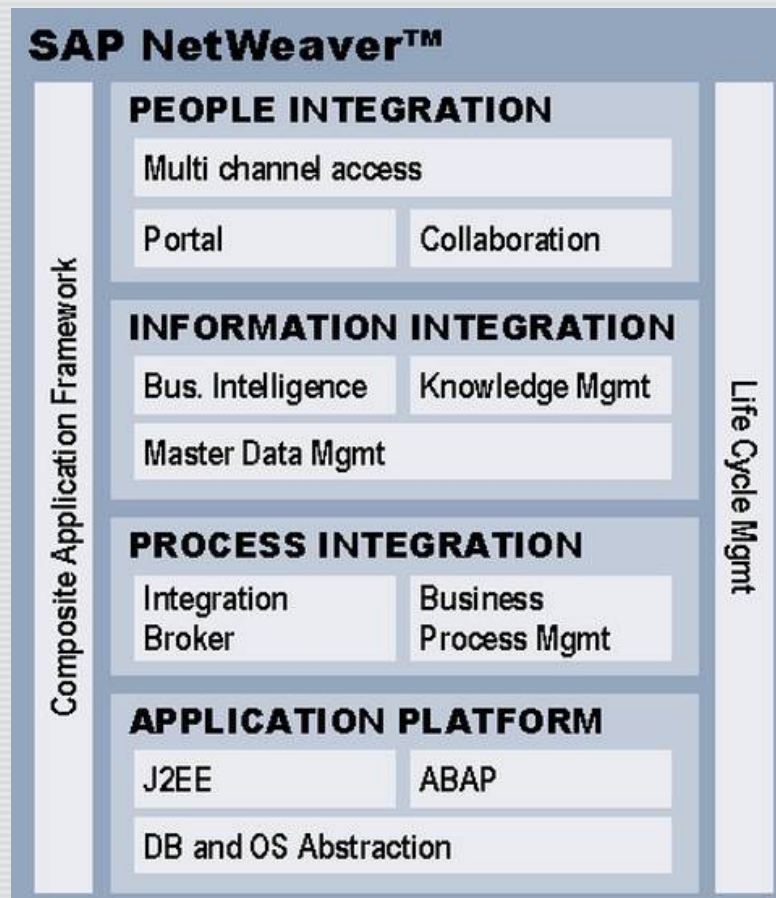 SAP NetWeaver™
Composite Application Framework
PEOPLE INTEGRATION
Multi channel access
Portal
Collaboration
INFORMATION INTEGRATION
Bus. Intelligence
Knowledge Mgmt
Master Data Mgmt
PROCESS INTEGRATION
Integration
Broker
Business
Process Mgmt
APPLICATION PLATFORM
J2EE
ABAP
DB and OS Abstraction
Life Cycle Mgmt